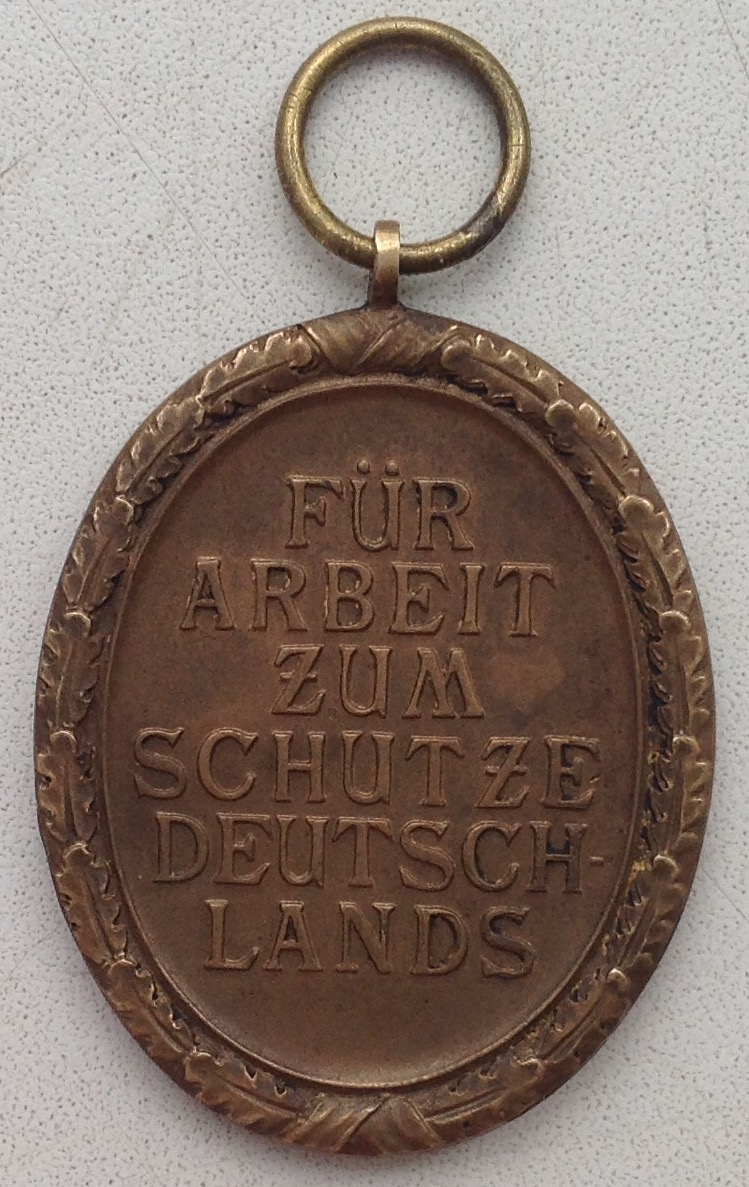 FÜR
ARBEIT
ZUM
SCHUTZE
DEUTSCH-
LANDS